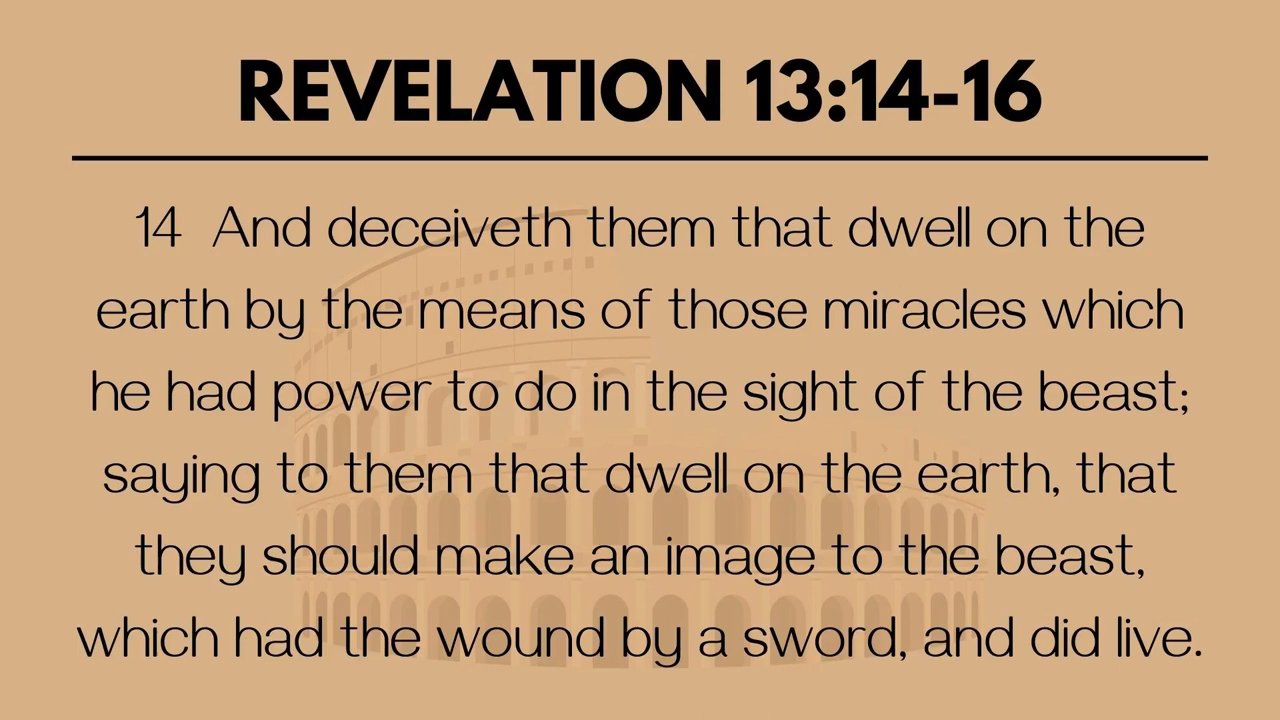 REVELATION 13:14-16
14 And deceiveth them that dwell on the
earth by the means of those miracles which
he had power to do in the sight of the beast;
saying to them that dwell on the earth, that
they should make an image to the beast,
which had the wound by a sword, and did live.